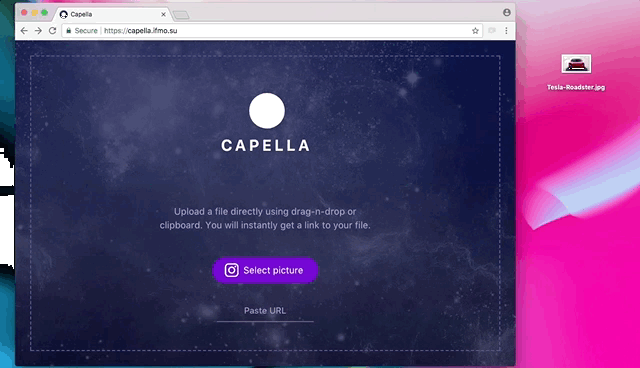 Capella
Secure
https://capella.ifmo.su
Tesla-Roadster.jpg
CAPELLA
Upload a file directly using drag-n-drop or
clipboard. You will instantly get a link to your file.
Select picture
Paste URL